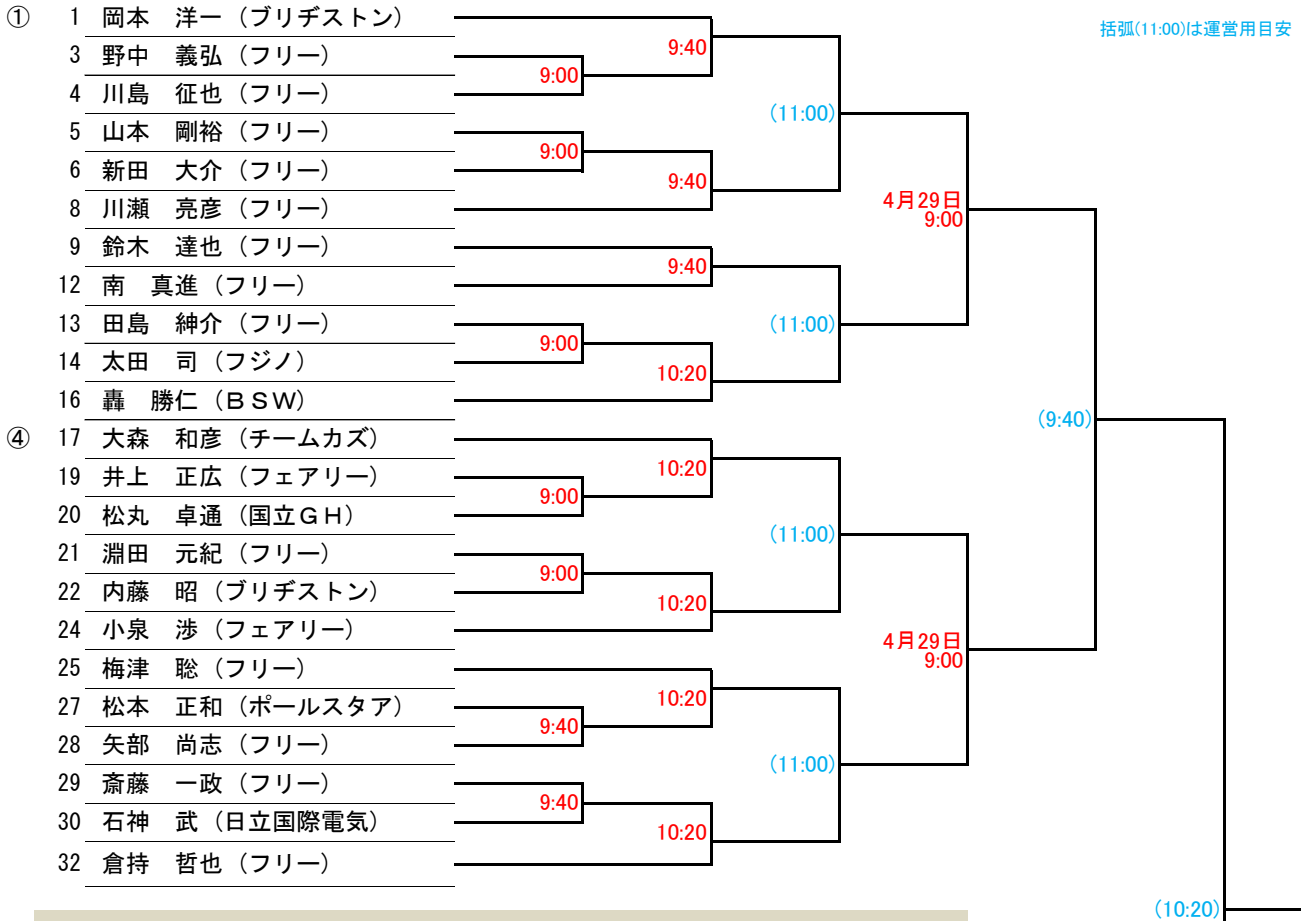 ① 1 岡本 洋一 (ブリヂストン)
括弧(11:00)は運営用目安
9:40
3 野中 義弘 (フリー)
9:00
4 川島 征也 (フリー)
(11:00)
5 山本 剛裕 (フリー)
9:00
6 新田 大介 (フリー)
9:40
8 川瀬 亮彦 (フリー)
4月29日
9:00
9 鈴木 達也 (フリー)
9:40
12 南 真進 (フリー)
13 田島 紳介 (フリー)
(11:00)
9:00
14 太田 司 (フジノ)
10:20
16 轟 勝仁 (BSW)
(9:40)
④ 17 大森 和彦 (チームカズ)
10:20
19 井上 正広 (フェアリー)
9:00
20 松丸 卓通 (国立GH)
(11:00)
21 淵田 元紀 (フリー)
9:00
22 内藤 昭 (ブリヂストン)
10:20
24 小泉 渉 (フェアリー)
4月29日
9:00
25 梅津 聡 (フリー)
10:20
27 松本 正和 (ポールスタア)
9:40
28 矢部 尚志 (フリー)
(11:00)
29 斎藤 一政 (フリー)
9:40
30 石神 武 (日立国際電気)
10:20
32 倉持 哲也 (フリー)
(10:20)